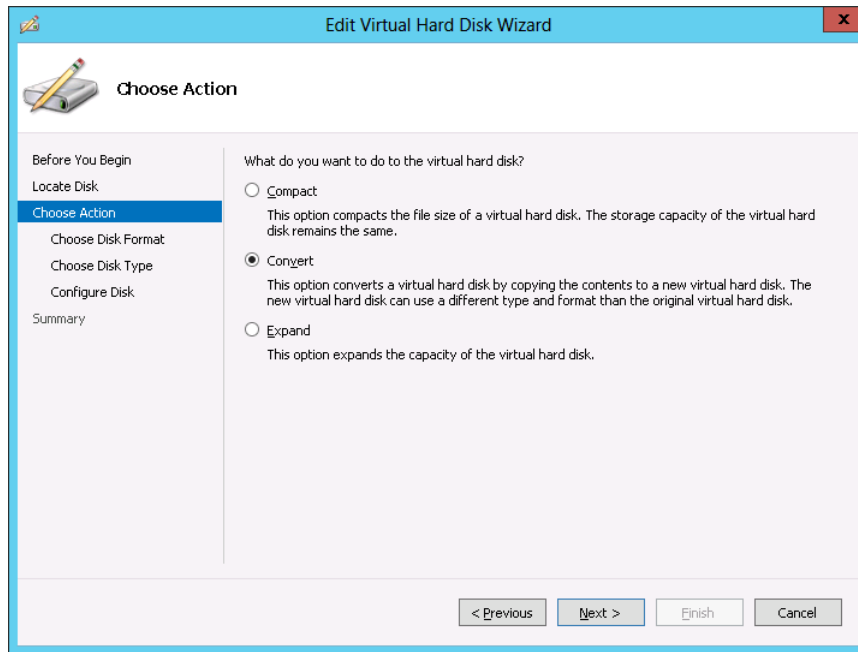 Edit Virtual Hard Disk Wizard
x
Choose Action
Before You Begin
Locate Disk
Choose Action
Choose Disk Format
Choose Disk Type
Configure Disk
Summary
What do you want to do to the virtual hard disk?
Compact
This option compacts the file size of a virtual hard disk. The storage capacity of the virtual hard
disk remains the same.
Convert
This option converts a virtual hard disk by copying the contents to a new virtual hard disk. The
new virtual hard disk can use a different type and format than the original virtual hard disk.
Expand
This option expands the capacity of the virtual hard disk.
< Previous
Next >
Finish
Cancel